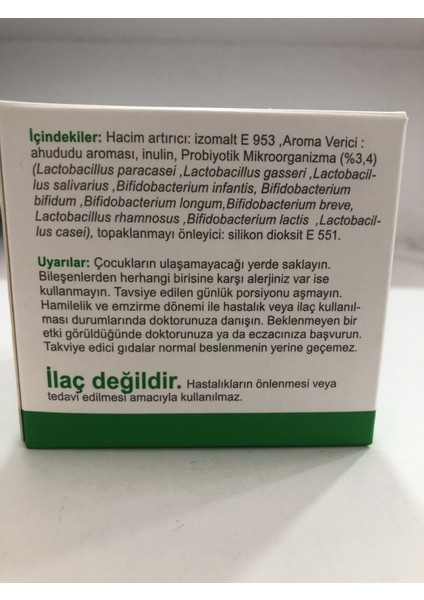 İçindekiler: Hacim artırıcı: izomalt E 953 ,Aroma Verici :
ahududu aroması, inulin, Probiyotik Mikroorganizma (%3,4)
(Lactobacillus paracasei ,Lactobacillus gasseri ,Lactobacil-
lus salivarius ,Bifidobacterium infantis, Bifidobacterium
bifidum ,Bifidobacterium longum,Bifidobacterium breve,
Lactobacillus rhamnosus ,Bifidobacterium lactis ,Lactobacil-
lus casei), topaklanmayı önleyici: silikon dioksit E 551.
Uyarılar: Çocukların ulaşamayacağı yerde saklayın.
Bileşenlerden herhangi birisine karşı alerjiniz var ise
kullanmayın. Tavsiye edilen günlük porsiyonu aşmayın.
Hamilelik ve emzirme dönemi ile hastalık veya ilaç kullanıl-
ması durumlarında doktorunuza danışın. Beklenmeyen bir
etki görüldüğünde doktorunuza ya da eczacınıza başvurun.
Takviye edici gıdalar normal beslenmenin yerine geçemez.
İlaç değildir. Hastalıkların önlenmesi veya
tedavi edilmesi amacıyla kullanılmaz.